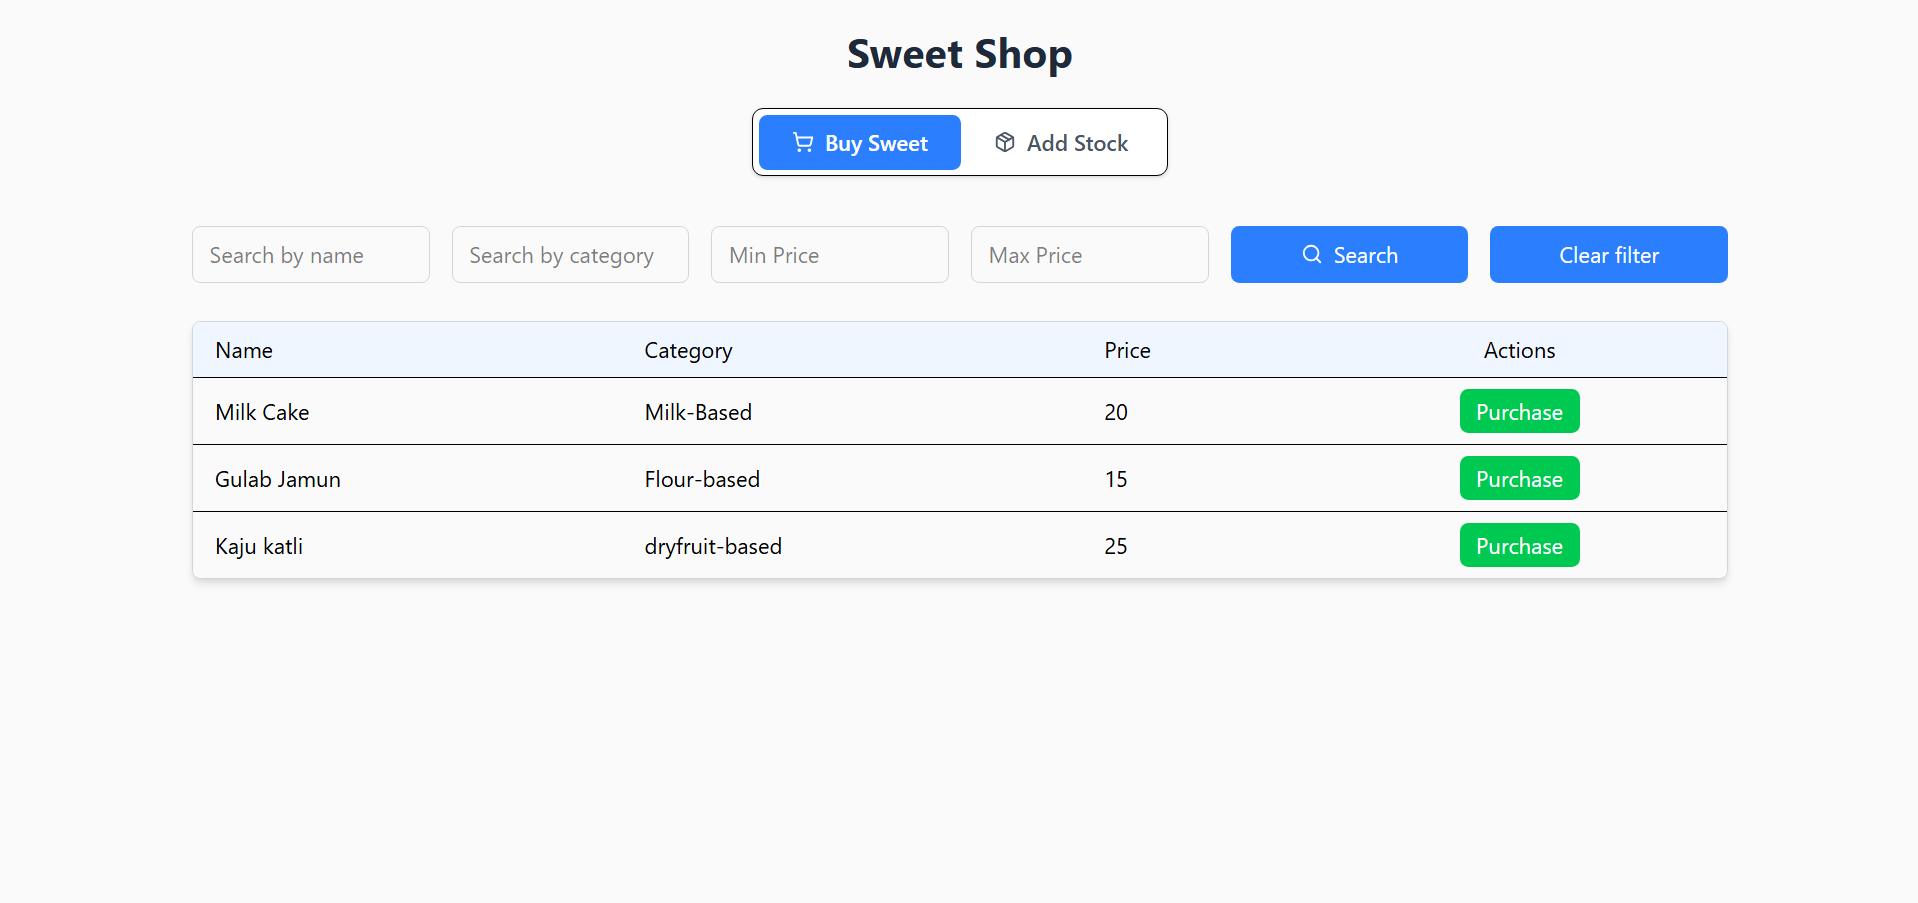 Sweet Shop
Buy Sweet Add Stock
Search by name Search by category Min Price Max Price Search Clear filter
Name Category Price Actions
Milk Cake Milk-Based 20 Purchase
Gulab Jamun Flour-based 15 Purchase
Kaju katli dryfruit-based 25 Purchase